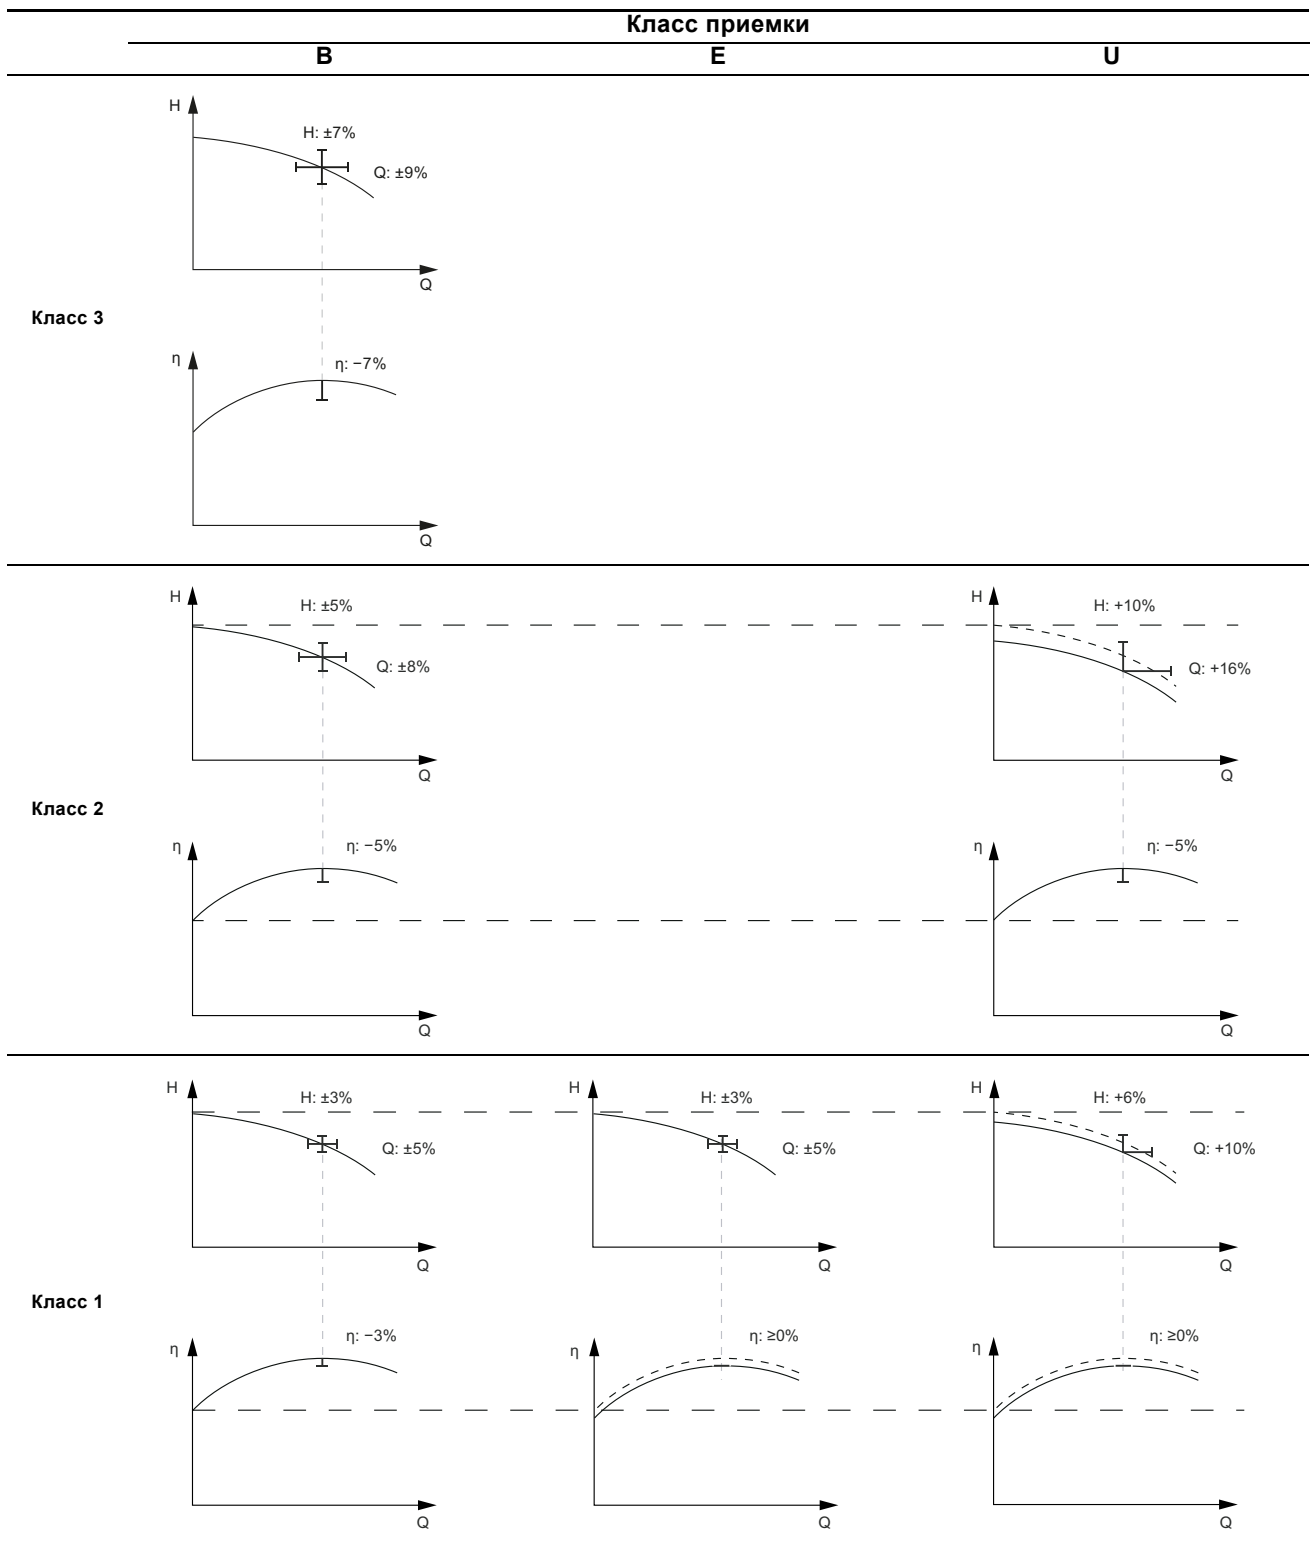 Класс приемки
B E U
H
H: ±7%
Q: ±9%
Q
Класс 3
η
η: −7%
Q
H
H: ±5%
Q: ±8%
Q
H
H: +10%
Q: +16%
Q
Класс 2
η
η: −5%
Q
η
η: −5%
Q
H
H: ±3%
Q: ±5%
Q
H
H: ±3%
Q: ±5%
Q
H
H: +6%
Q: +10%
Q
Класс 1
η
η: −3%
Q
η
η: ≥0%
Q
η
η: ≥0%
Q